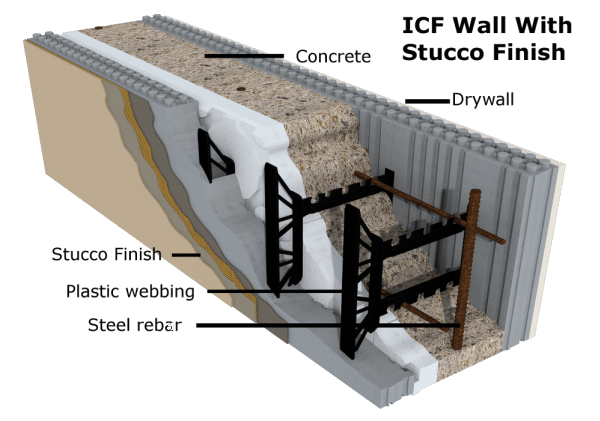 ICF Wall With
Stucco Finish
Concrete
Drywall
Stucco Finish
Plastic webbing
Steel rebar